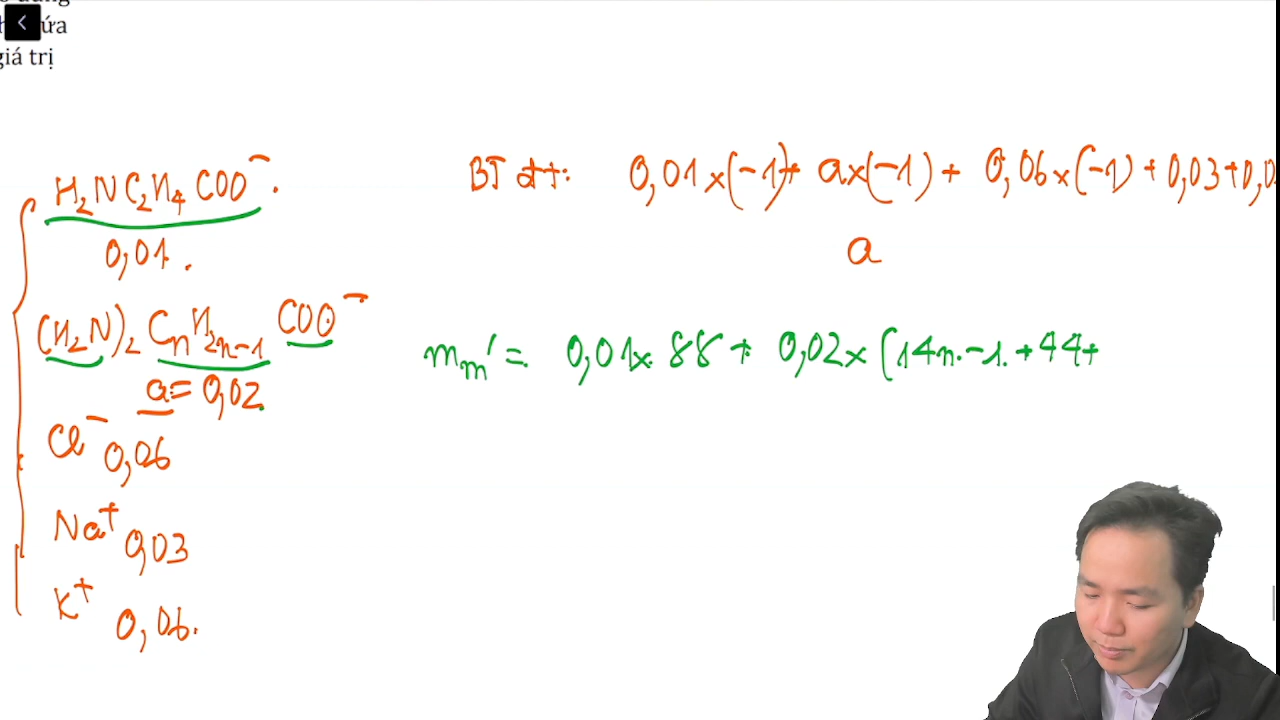 ứa
giá trị
H₂NC₂H₄COO⁻.
0,01.
(H₂N)₂ CₙH₂ₙ₋₁ COO⁻
a = 0,02
Cl⁻ 0,06
Na⁺ 0,03
K⁺ 0,06.
BT đt: 0,01×(-1)+ a×(-1) + 0,06×(-1) + 0,03+0,0
a
mm' = 0,01×88 + 0,02×(14n-1+44+